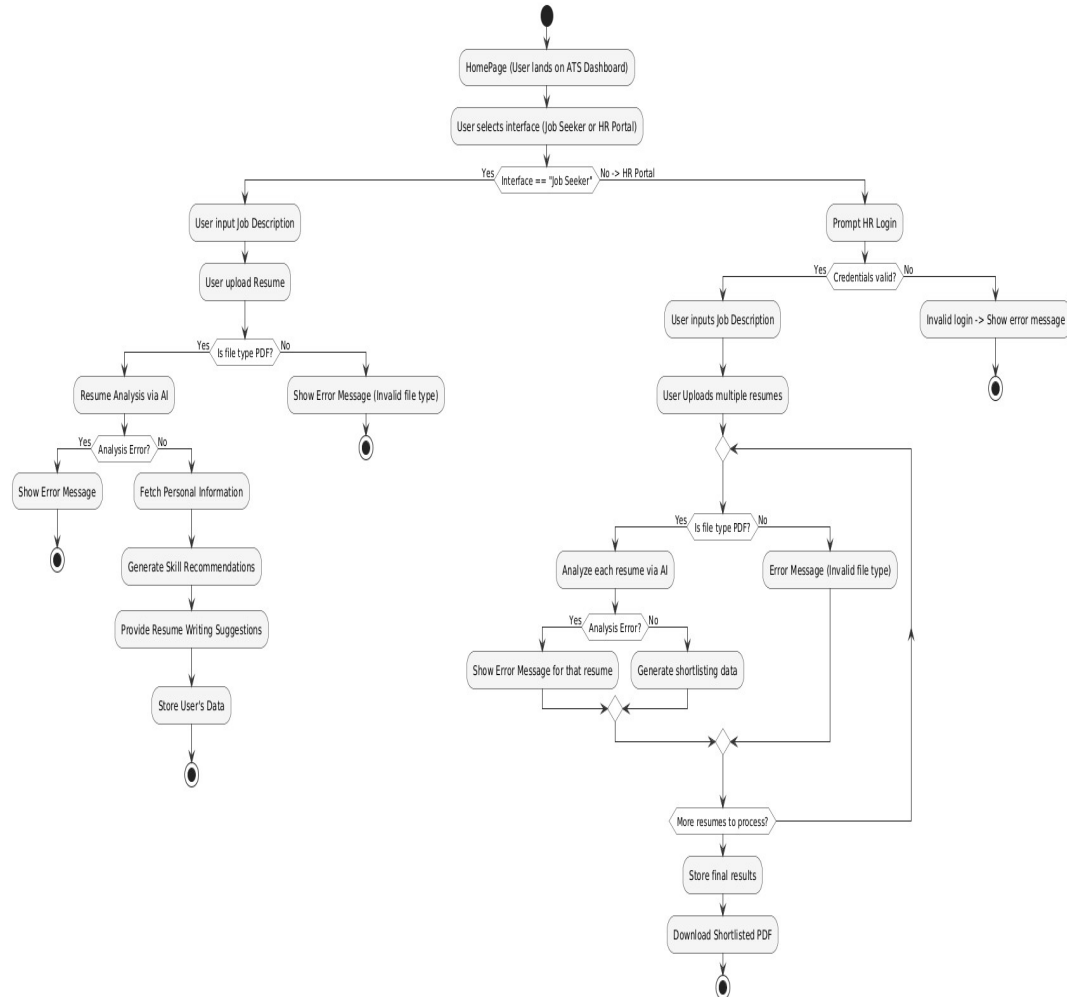 HomePage (User lands on ATS Dashboard)
User selects interface (Job Seeker or HR Portal)
Yes
Interface == "Job Seeker"
No -> HR Portal
User input Job Description
Prompt HR Login
User upload Resume
Yes
Credentials valid?
No
User inputs Job Description
Invalid login -> Show error message
Yes
Is file type PDF?
No
Resume Analysis via AI
Show Error Message (Invalid file type)
User Uploads multiple resumes
Yes
Analysis Error?
No
Show Error Message
Fetch Personal Information
Yes
Is file type PDF?
No
Generate Skill Recommendations
Analyze each resume via AI
Error Message (Invalid file type)
Provide Resume Writing Suggestions
Yes
Analysis Error?
No
Show Error Message for that resume
Generate shortlisting data
Store User's Data
More resumes to process?
Store final results
Download Shortlisted PDF